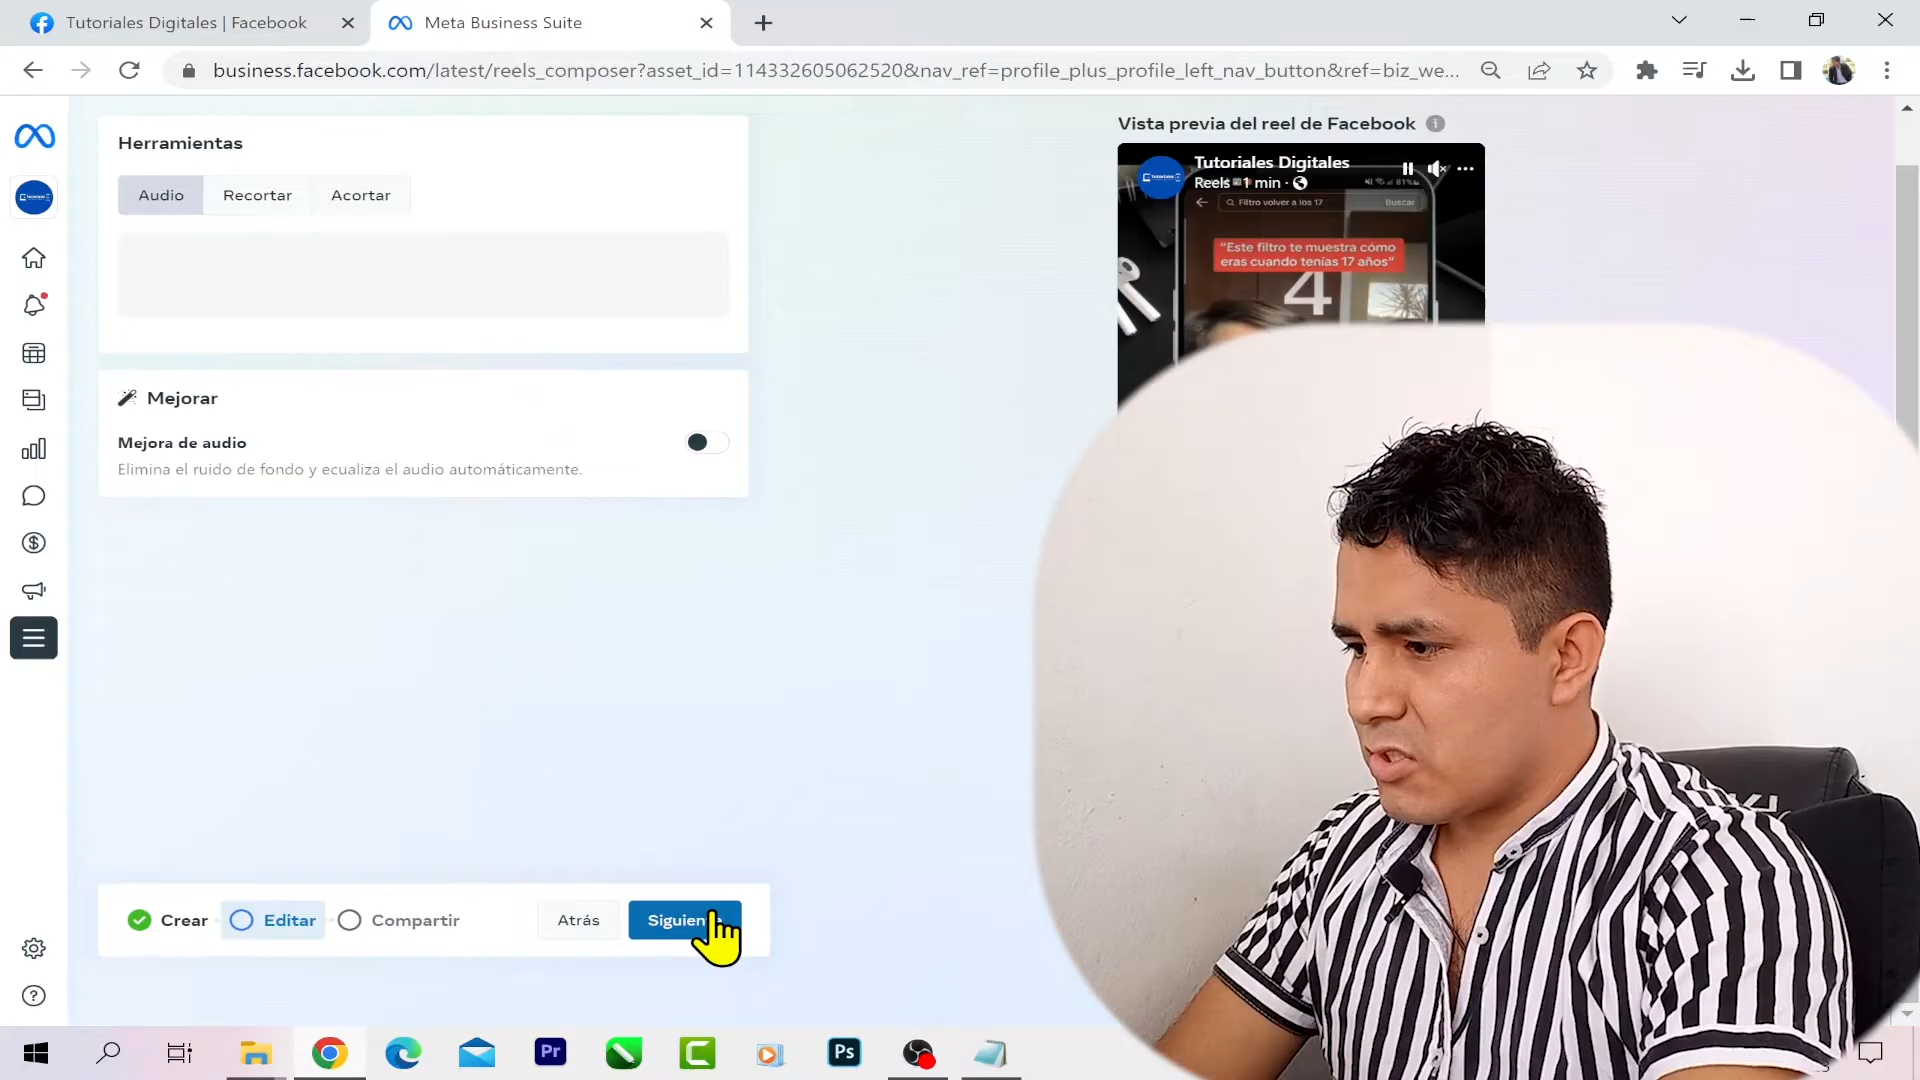 Tutoriales Digitales | Facebook
Meta Business Suite
business.facebook.com/latest/reels_composer?asset_id=114332605062520&nav_ref=profile_plus_profile_left_nav_button&ref=biz_we...
Herramientas
Audio
Recortar
Acortar
Mejorar
Mejora de audio
Elimina el ruido de fondo y ecualiza el audio automáticamente.
Crear
Editar
Compartir
Atrás
Vista previa del reel de Facebook
Tutoriales Digitales
Reels
1 min ·
81%
Filtro volver a los 17
Buscar
"Este filtro te muestra cómo
eras cuando tenías 17 años"
4
Pr
Ps